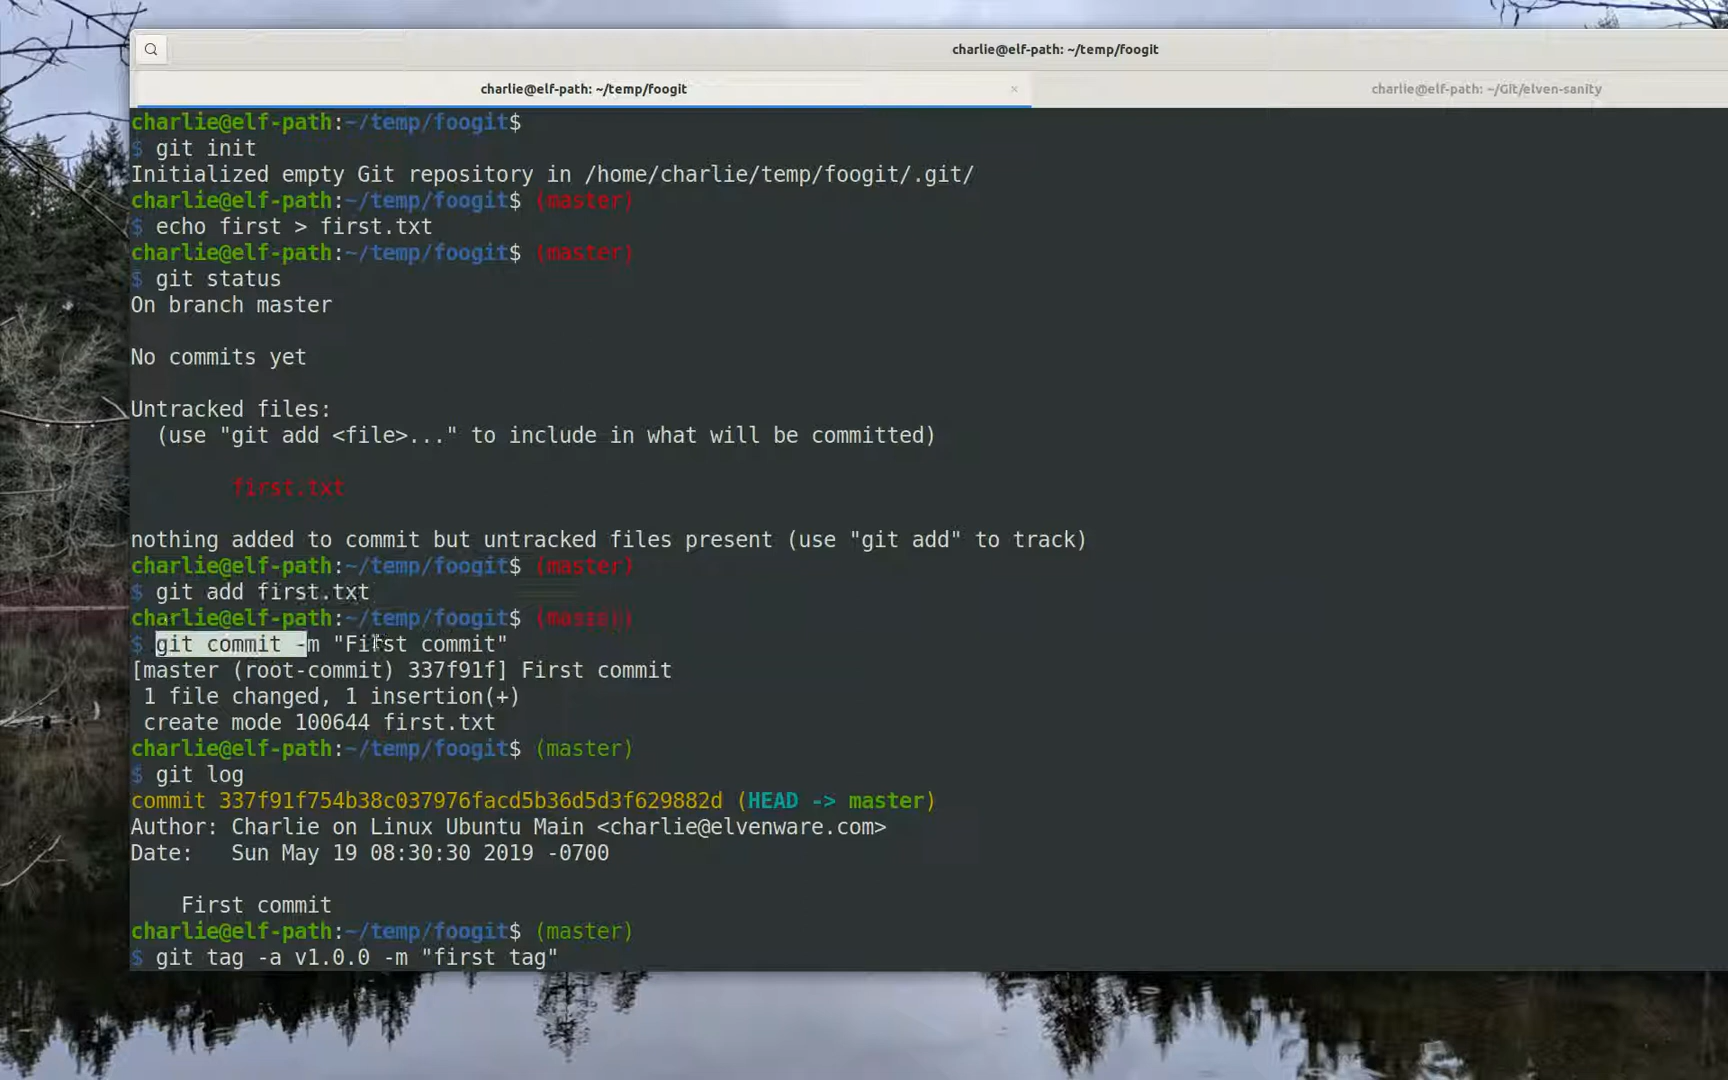 charlie@elf-path: ~/temp/foogit
charlie@elf-path: ~/temp/foogit × charlie@elf-path: ~/Git/elven-sanity
charlie@elf-path:~/temp/foogit$
$ git init
Initialized empty Git repository in /home/charlie/temp/foogit/.git/
charlie@elf-path:~/temp/foogit$ (master)
$ echo first > first.txt
charlie@elf-path:~/temp/foogit$ (master)
$ git status
On branch master
No commits yet
Untracked files:
(use "git add <file>..." to include in what will be committed)
first.txt
nothing added to commit but untracked files present (use "git add" to track)
charlie@elf-path:~/temp/foogit$ (master)
$ git add first.txt
charlie@elf-path:~/temp/foogit$ (master)
$ git commit -m "First commit"
[master (root-commit) 337f91f] First commit
1 file changed, 1 insertion(+)
create mode 100644 first.txt
charlie@elf-path:~/temp/foogit$ (master)
$ git log
commit 337f91f754b38c037976facd5b36d5d3f629882d (HEAD -> master)
Author: Charlie on Linux Ubuntu Main <charlie@elvenware.com>
Date:   Sun May 19 08:30:30 2019 -0700
First commit
charlie@elf-path:~/temp/foogit$ (master)
$ git tag -a v1.0.0 -m "first tag"